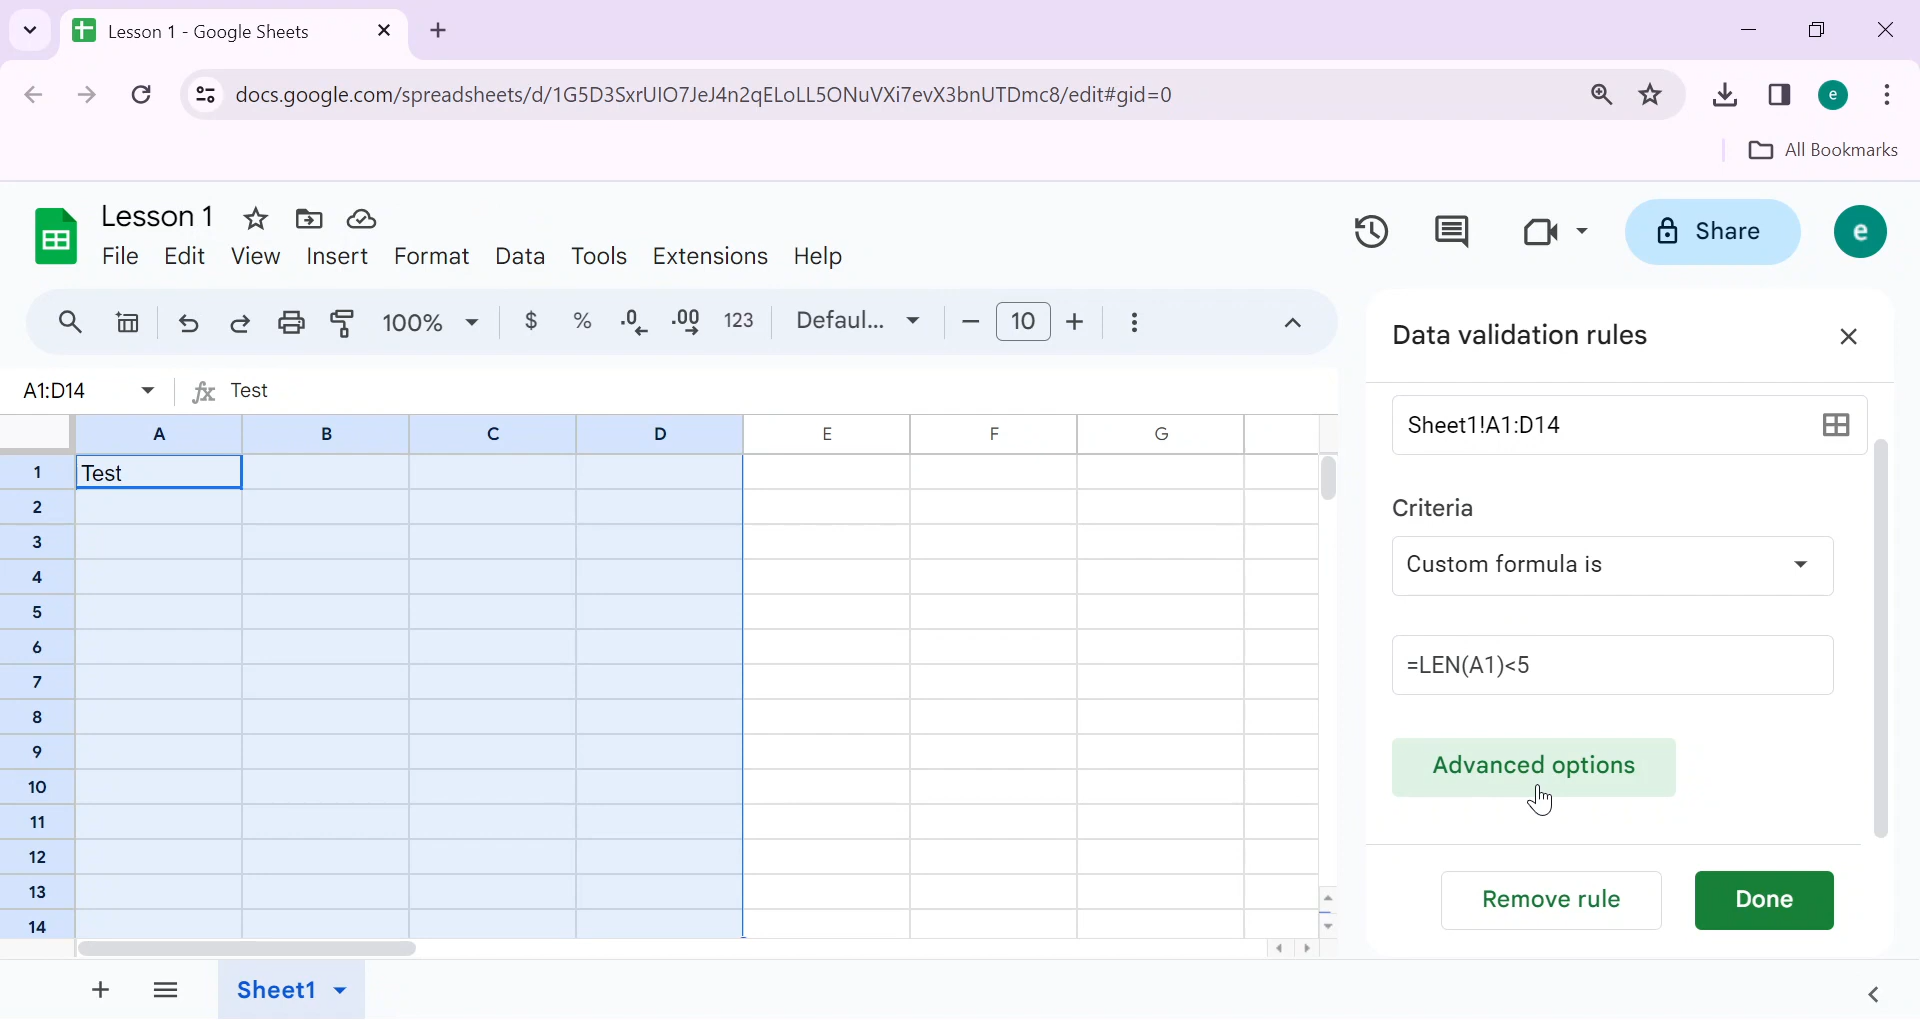 Lesson 1 - Google Sheets
docs.google.com/spreadsheets/d/1G5D3SxrUIO7JeJ4n2qELoLL5ONuVXi7evX3bnUTDmc8/edit#gid=0
e
All Bookmarks
Lesson 1
File Edit View Insert Format Data Tools Extensions Help
Share
e
100% $ % .0 .00 123 Defaul... 10
A1:D14 fx Test
A B C D E F G
1 Test
2
3
4
5
6
7
8
9
10
11
12
13
14
Data validation rules
Sheet1!A1:D14
Criteria
Custom formula is
=LEN(A1)<5
Advanced options
Remove rule Done
Sheet1